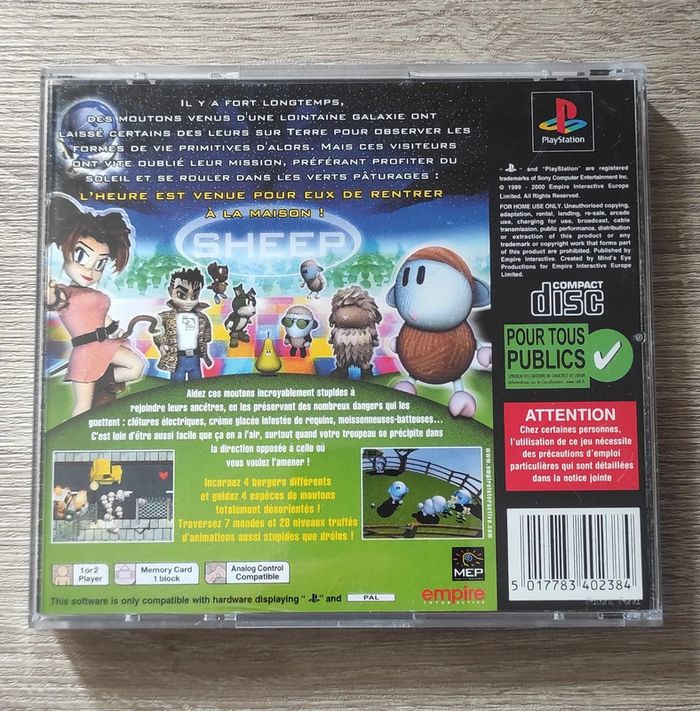 IL Y A FORT LONGTEMPS,
DES MOUTONS VENUS D'UNE LOINTAINE GALAXIE ONT
LAISSÉ CERTAINS DES LEURS SUR TERRE POUR OBSERVER LES
FORMES DE VIE PRIMITIVES D'ALORS. MAIS CES VISITEURS
ONT VITE OUBLIÉ LEUR MISSION, PRÉFÉRANT PROFITER DU
SOLEIL ET SE ROULER DANS LES VERTS PÂTURAGES :
L'HEURE EST VENUE POUR EUX DE RENTRER
À LA MAISON !
SHEEP
Aidez ces moutons incroyablement stupides à
rejoindre leurs ancêtres, en les préservant des nombreux dangers qui les
guettent : clôtures électriques, crème glacée infestée de requins, moissonneuses-batteuses...
C'est loin d'être aussi facile que ça en a l'air, surtout quand votre troupeau se précipite dans
la direction opposée à celle où
vous voulez l'amener !
Incarnez 4 bergers différents
et guidez 4 espèces de moutons
totalement désorientés !
Traversez 7 mondes et 28 niveaux truffés
d'animations aussi stupides que drôles !
www.empireinteractive.com
1 or 2
Player
Memory Card
1 block
Analog Control
Compatible
MEP
empire
INTERACTIVE
This software is only compatible with hardware displaying " " and PAL
PlayStation
" " and "PlayStation" are registered
trademarks of Sony Computer Entertainment Inc.
© 1999 - 2000 Empire Interactive Europe
Limited. All Rights Reserved.
FOR HOME USE ONLY. Unauthorised copying,
adaptation, rental, lending, re-sale, arcade
use, charging for use, broadcast, cable
transmission, public performance, distribution
or extraction of this product or any
trademark or copyright work that forms part
of this product are prohibited. Published by
Empire Interactive. Created by Mind's Eye
Productions for Empire Interactive Europe
Limited.
COMPACT
disc
POUR TOUS
PUBLICS
ATTENTION
Chez certaines personnes,
l'utilisation de ce jeu nécessite
des précautions d'emploi
particulières qui sont détaillées
dans la notice jointe
5 017783 402384